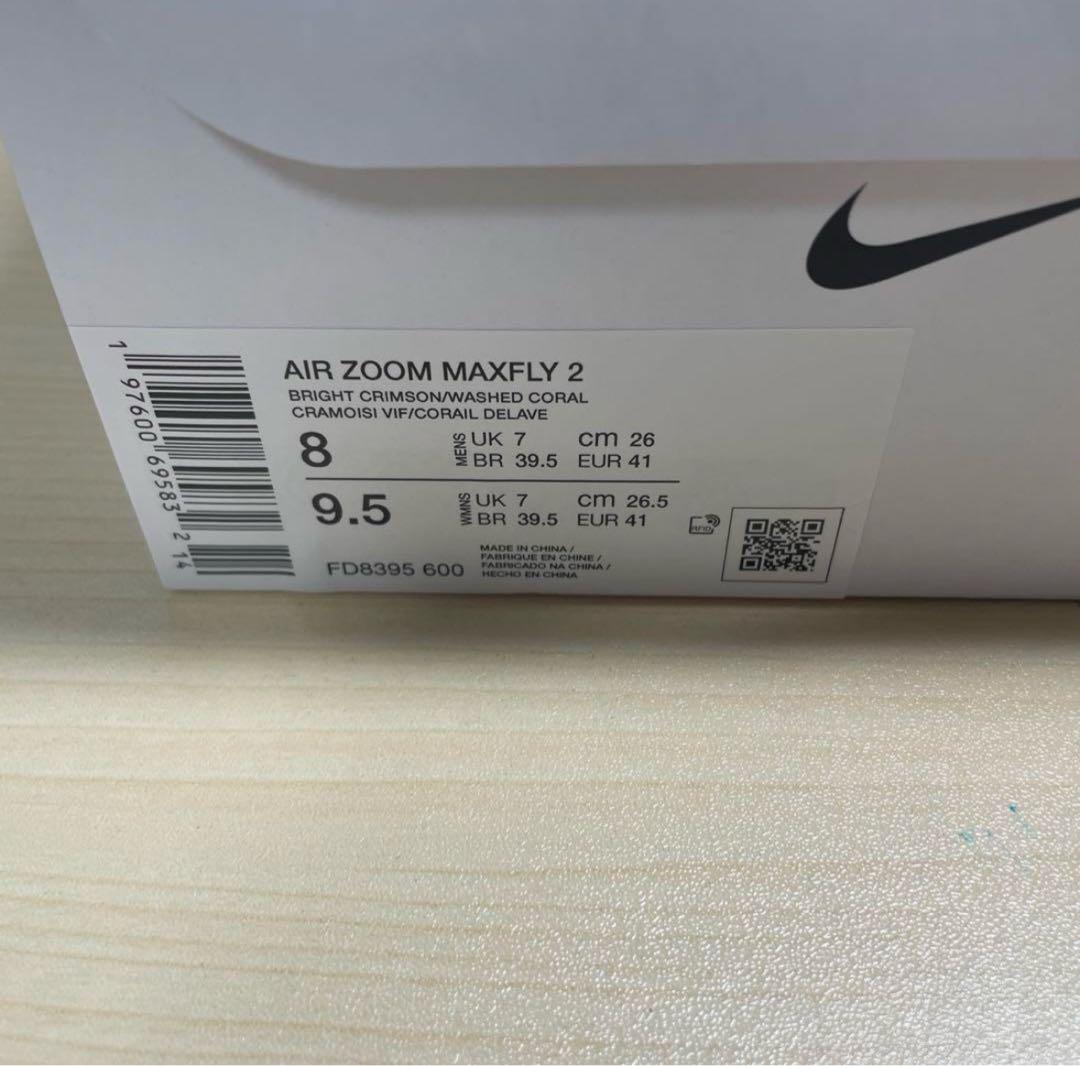 AIR ZOOM MAXFLY 2
BRIGHT CRIMSON/WASHED CORAL
CRAMOISI VIF/CORAIL DELAVE
8 MENS UK 7 cm 26
BR 39.5 EUR 41
9.5 WMNS UK 7 cm 26.5
BR 39.5 EUR 41
RFID
FD8395 600
MADE IN CHINA /
FABRIQUE EN CHINE /
FABRICADO NA CHINA /
HECHO EN CHINA
1 97600 69583 2 14